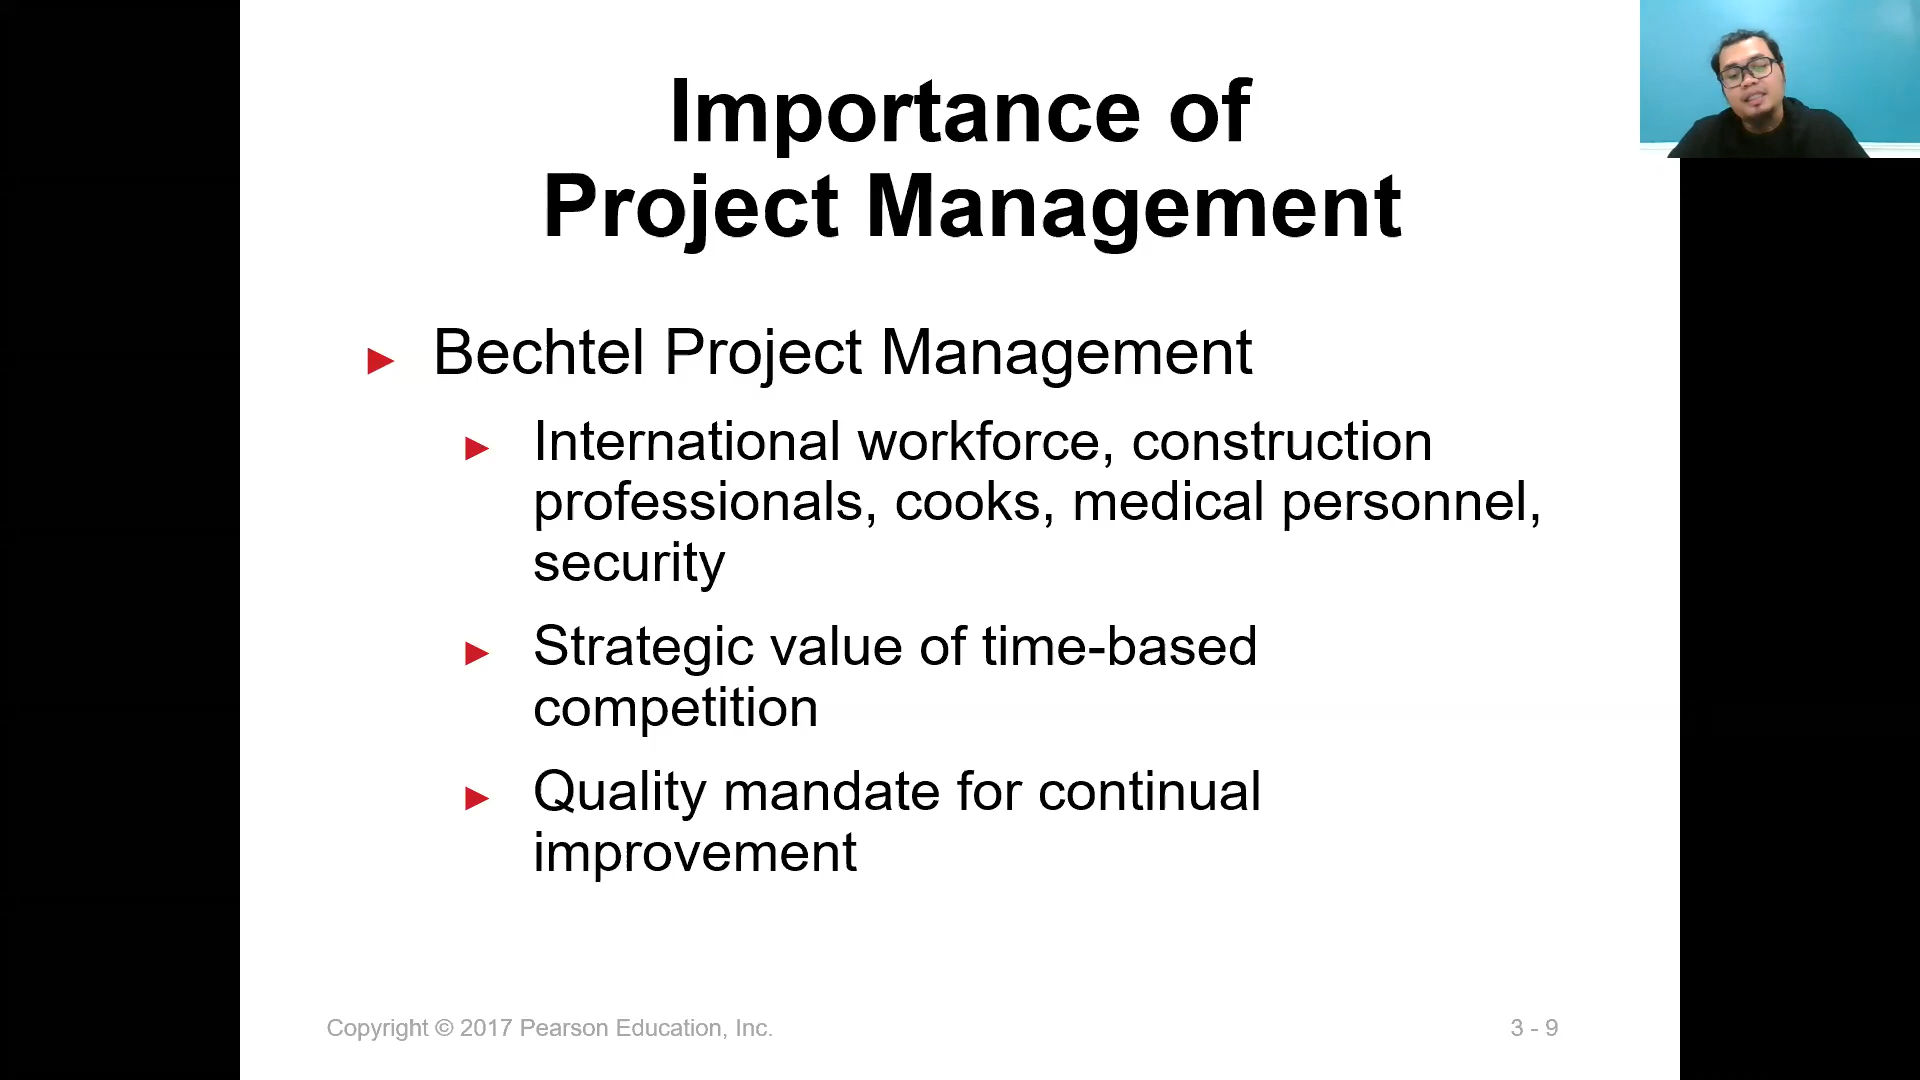 Importance of
Project Management
Bechtel Project Management
International workforce, construction
professionals, cooks, medical personnel,
security
Strategic value of time-based
competition
Quality mandate for continual
improvement
Copyright © 2017 Pearson Education, Inc.
3 - 9